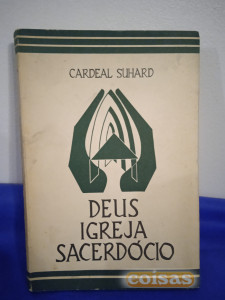 CARDEAL SUHARD
DEUS
IGREJA
SACERDÓCIO
coisas